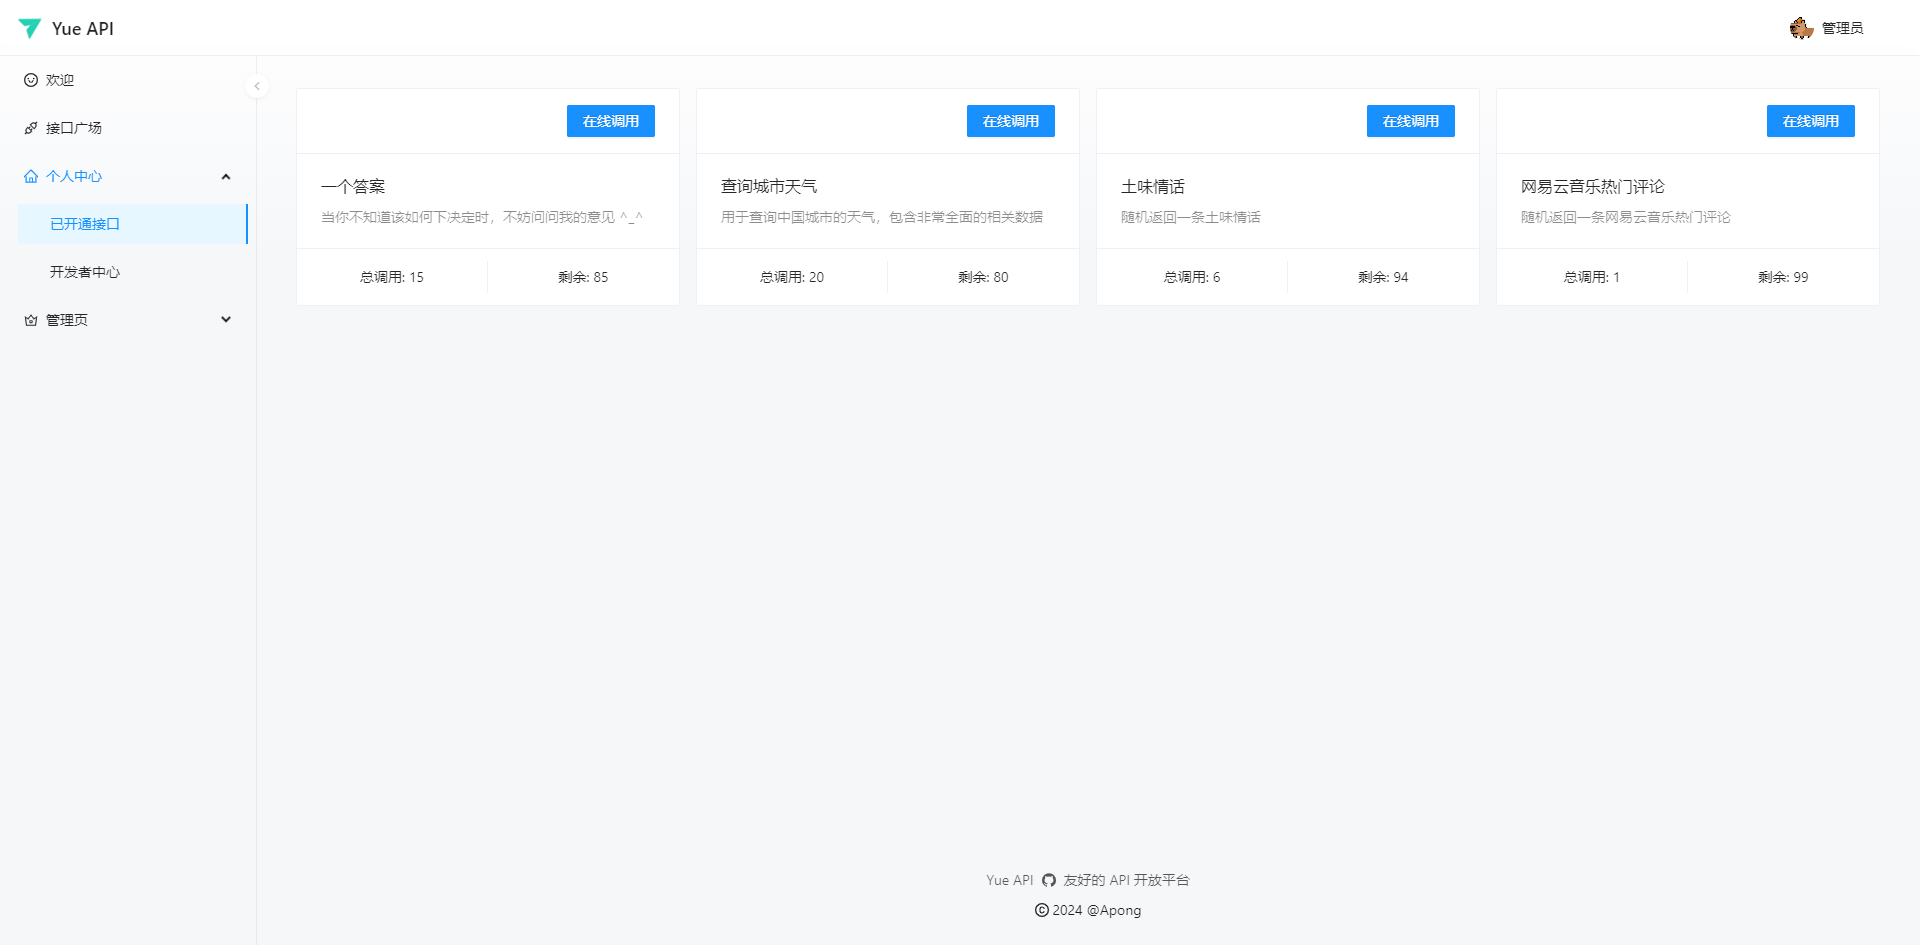 Yue API
管理员
欢迎
接口广场
个人中心
已开通接口
开发者中心
管理页
在线调用
一个答案
当你不知道该如何下决定时，不妨问问我的意见 ^_^
总调用: 15
剩余: 85
在线调用
查询城市天气
用于查询中国城市的天气，包含非常全面的相关数据
总调用: 20
剩余: 80
在线调用
土味情话
随机返回一条土味情话
总调用: 6
剩余: 94
在线调用
网易云音乐热门评论
随机返回一条网易云音乐热门评论
总调用: 1
剩余: 99
Yue API 友好的 API 开放平台
© 2024 @Apong